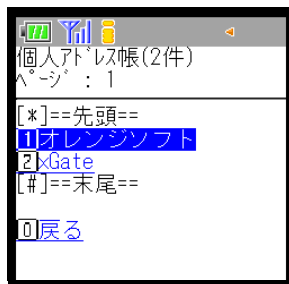 個人ｱﾄﾞﾚｽ帳(2件)
ﾍﾟｰｼﾞ : 1
[*]==先頭==
1オレンジソフト
2xGate
[#]==末尾==
0戻る